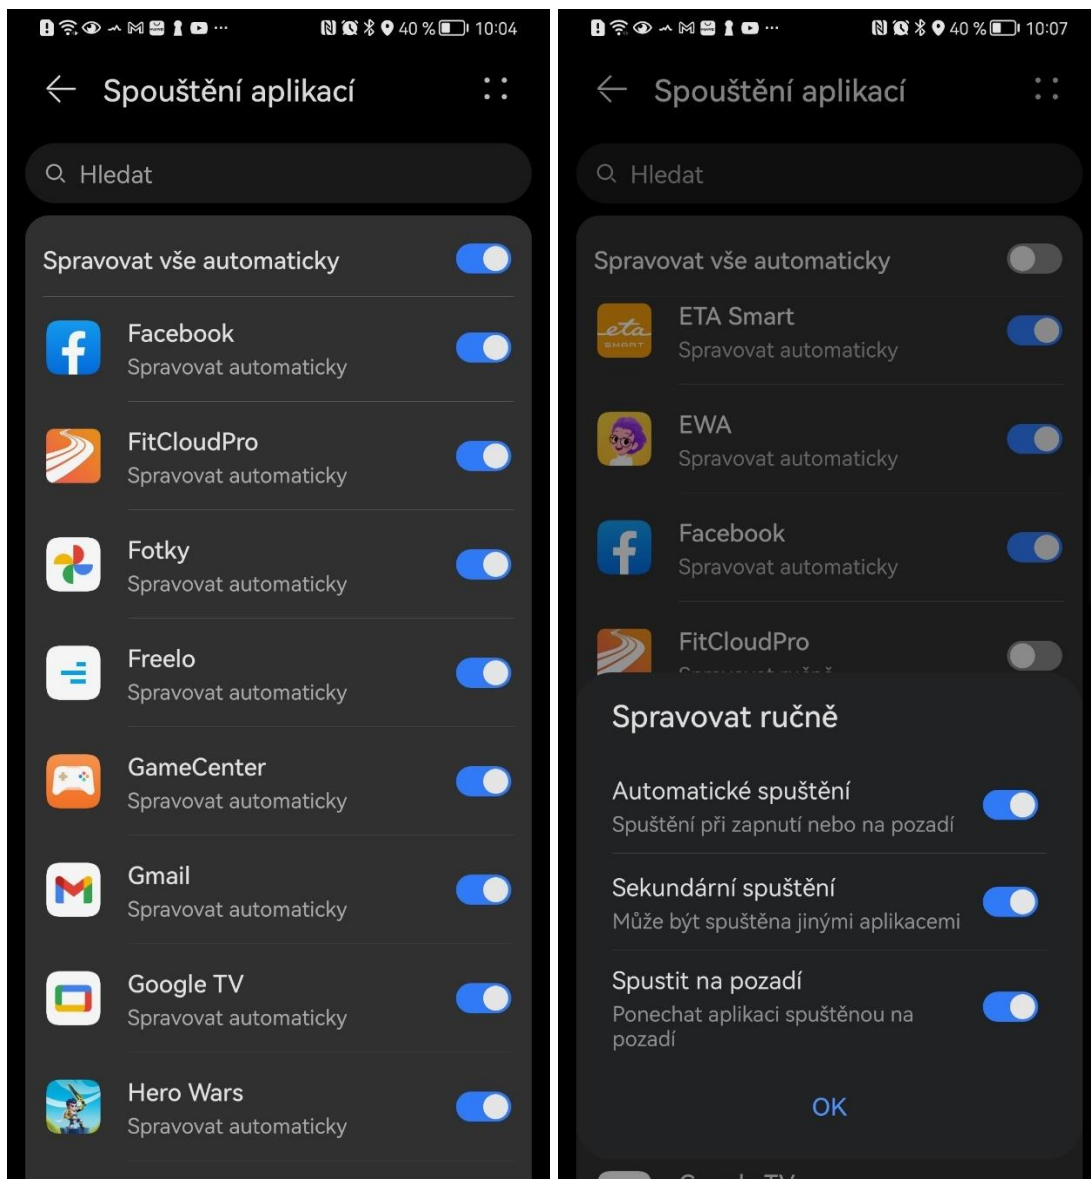 40 % 10:04
Spouštění aplikací
Hledat
Spravovat vše automaticky
Facebook
Spravovat automaticky
FitCloudPro
Spravovat automaticky
Fotky
Spravovat automaticky
Freelo
Spravovat automaticky
GameCenter
Spravovat automaticky
Gmail
Spravovat automaticky
Google TV
Spravovat automaticky
Hero Wars
Spravovat automaticky
40 % 10:07
Spouštění aplikací
Hledat
Spravovat vše automaticky
eta
SMART
ETA Smart
Spravovat automaticky
EWA
Spravovat automaticky
Facebook
Spravovat automaticky
FitCloudPro
Spravovat ručně
Spravovat ručně
Automatické spuštění
Spuštění při zapnutí nebo na pozadí
Sekundární spuštění
Může být spuštěna jinými aplikacemi
Spustit na pozadí
Ponechat aplikaci spuštěnou na
pozadí
OK
Google TV